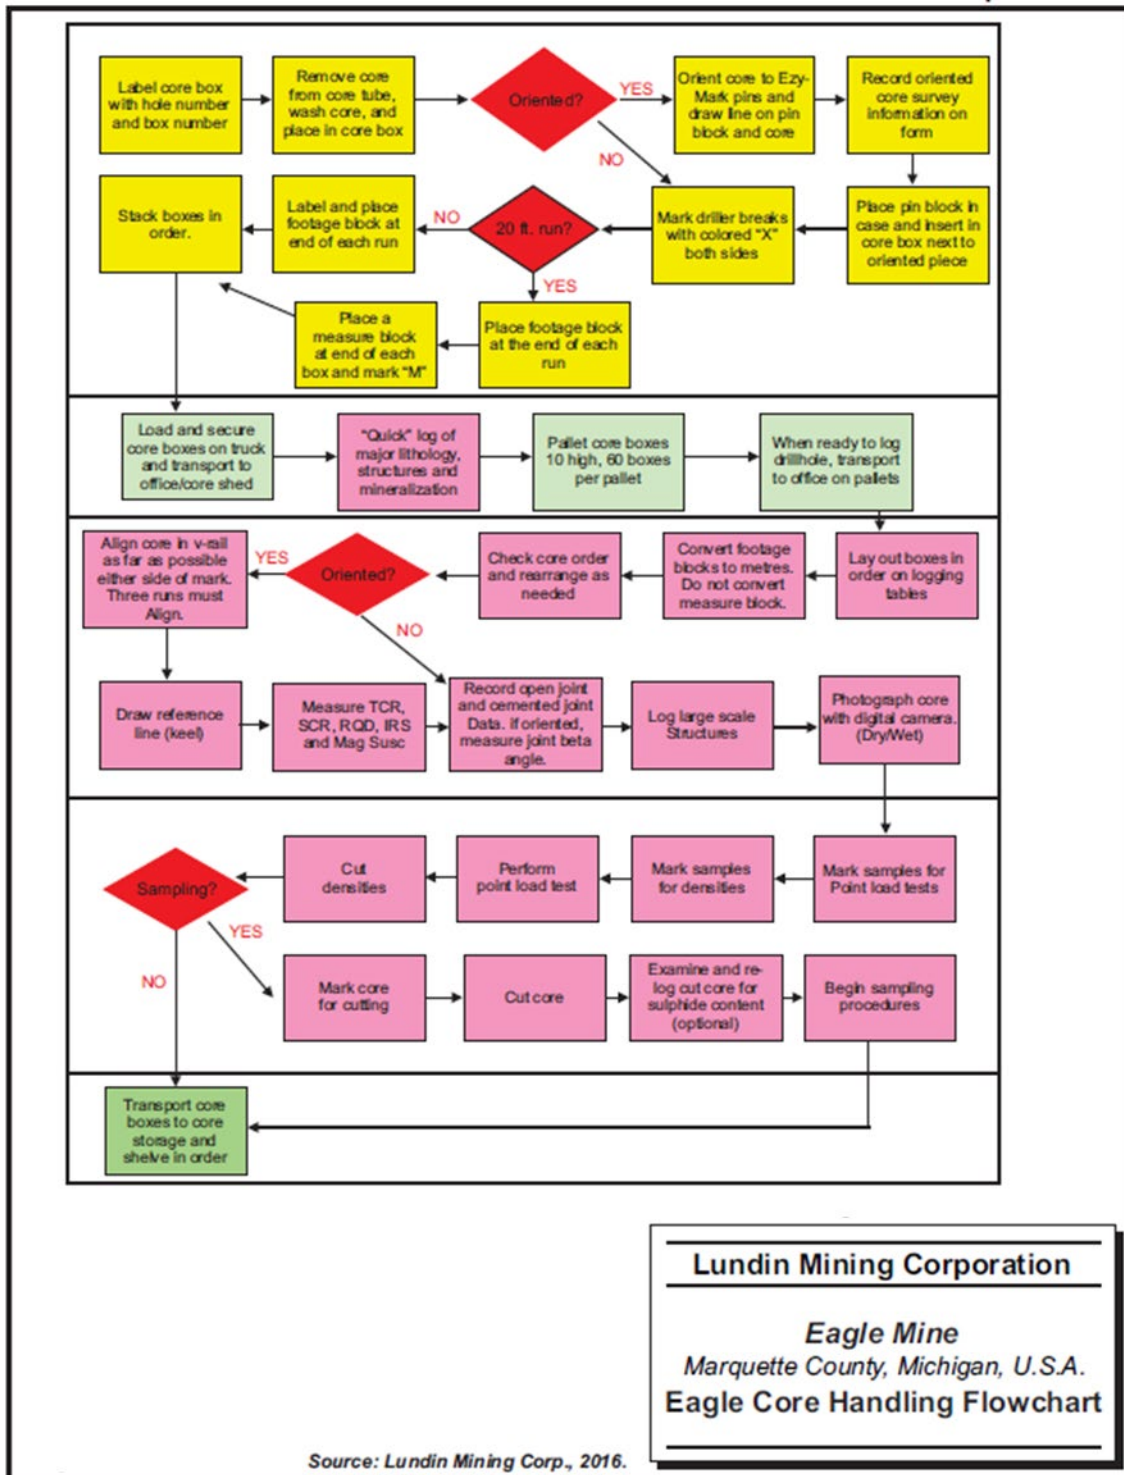 Label core box
with hole number
and box number
Remove core
from core tube,
wash core, and
place in core box
Oriented?
YES
Orient core to Ezy-
Mark pins and
draw line on pin
block and core
Record oriented
core survey
information on
form
NO
Stack boxes in
order.
Label and place
footage block at
end of each run
NO
20 ft. run?
Mark driller breaks
with colored "X"
both sides
Place pin block in
case and insert in
core box next to
oriented piece
YES
Place a
measure block
at end of each
box and mark "M"
Place footage block
at the end of each
run
Load and secure
core boxes on truck
and transport to
office/core shed
"Quick" log of
major lithology,
structures and
mineralization
Pallet core boxes
10 high, 60 boxes
per pallet
When ready to log
drillhole, transport
to office on pallets
Align core in v-rail
as far as possible
either side of mark.
Three runs must
Align.
YES
Oriented?
Check core order
and rearrange as
needed
Convert footage
blocks to metres.
Do not convert
measure block.
Lay out boxes in
order on logging
tables
NO
Draw reference
line (keel)
Measure TCR,
SCR, RQD, IRS
and Mag Susc
Record open joint
and cemented joint
Data. if oriented,
measure joint beta
angle.
Log large scale
Structures
Photograph core
with digital camera.
(Dry/Wet)
Sampling?
Cut
densities
Perform
point load test
Mark samples
for densities
Mark samples for
Point load tests
YES
NO
Mark core
for cutting
Cut core
Examine and re-
log cut core for
sulphide content
(optional)
Begin sampling
procedures
Transport core
boxes to core
storage and
shelve in order
Lundin Mining Corporation
Eagle Mine
Marquette County, Michigan, U.S.A.
Eagle Core Handling Flowchart
Source: Lundin Mining Corp., 2016.